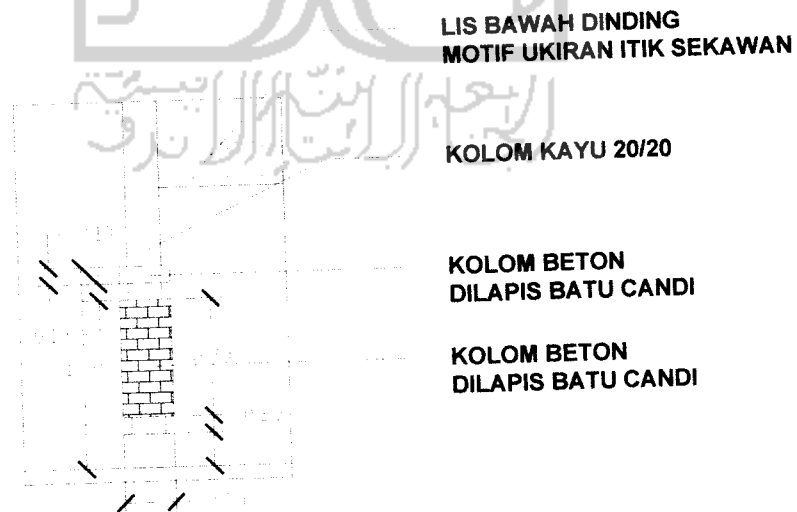 LIS BAWAH DINDING
MOTIF UKIRAN ITIK SEKAWAN
KOLOM KAYU 20/20
KOLOM BETON
DILAPIS BATU CANDI
KOLOM BETON
DILAPIS BATU CANDI